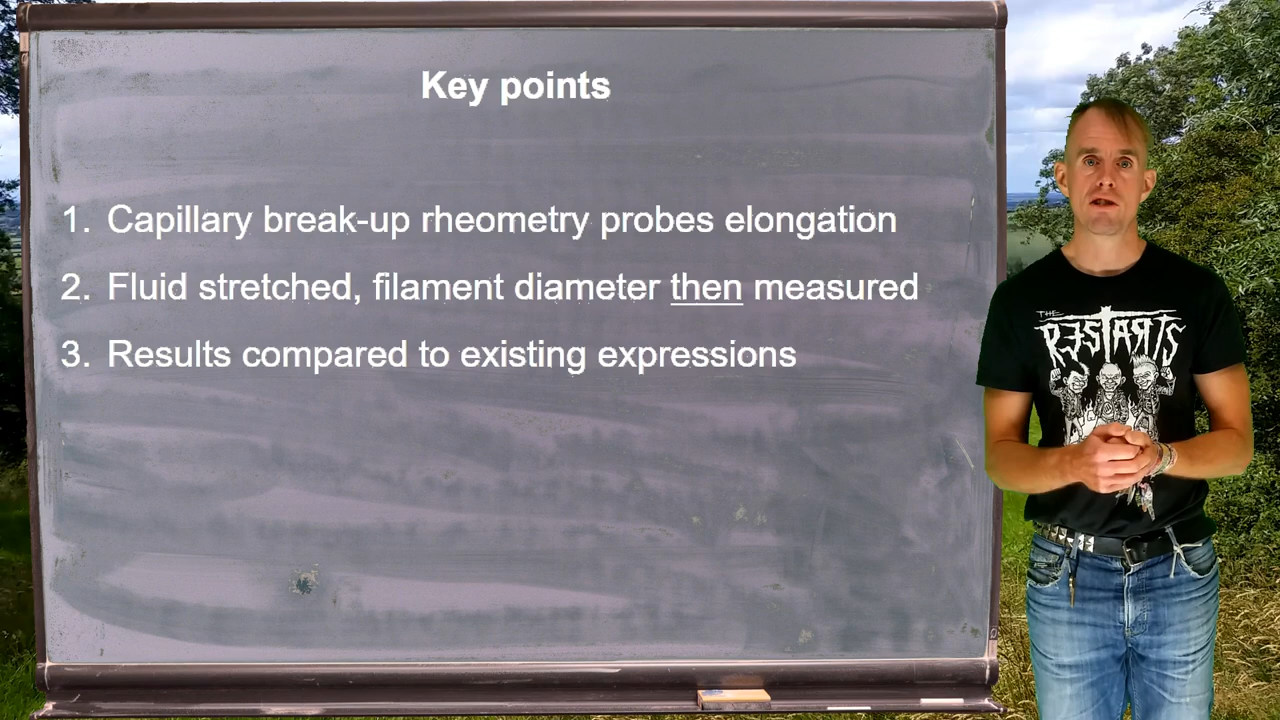 Key points
1. Capillary break-up rheometry probes elongation
2. Fluid stretched, filament diameter then measured
3. Results compared to existing expressions
THE
RESTARTS